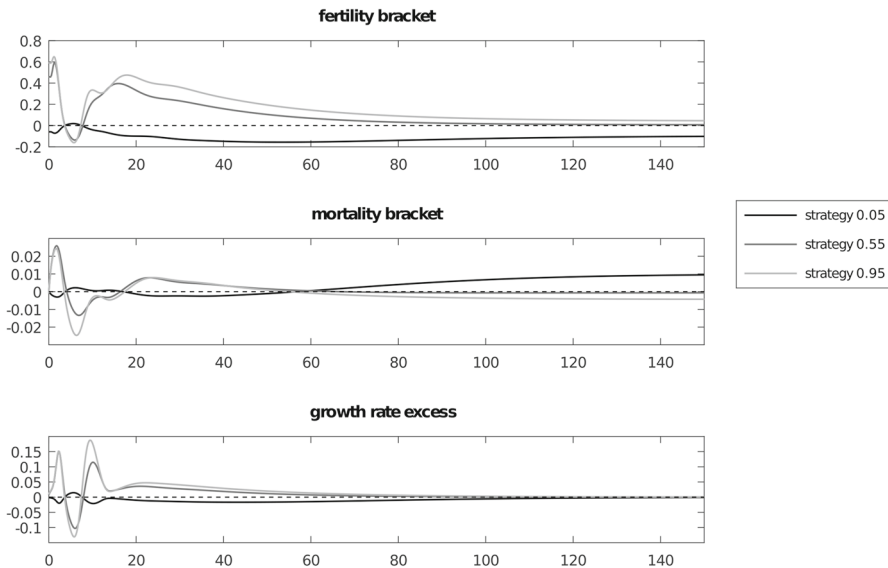 fertility bracket
0.8
0.6
0.4
0.2
0
-0.2
0 20 40 60 80 100 120 140
mortality bracket
0.02
0.01
0
-0.01
-0.02
0 20 40 60 80 100 120 140
strategy 0.05
strategy 0.55
strategy 0.95
growth rate excess
0.15
0.1
0.05
0
-0.05
-0.1
0 20 40 60 80 100 120 140